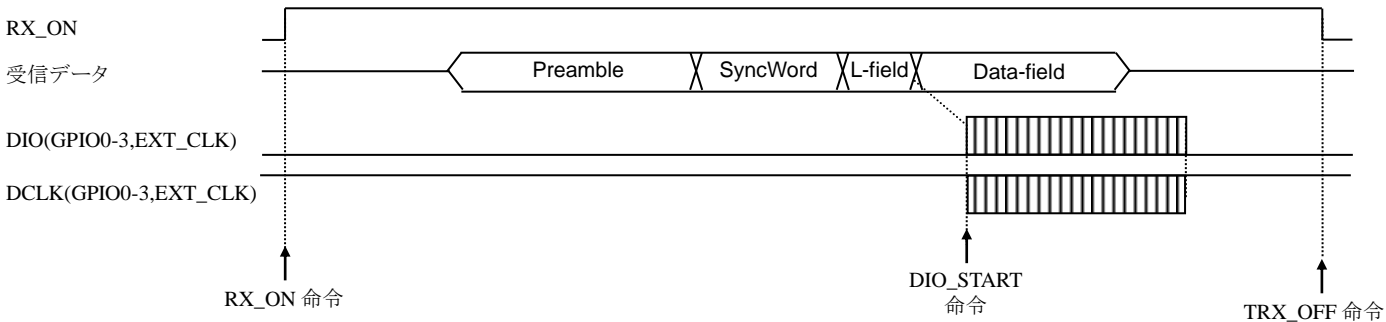 RX_ON
受信データ
Preamble
SyncWord
L-field
Data-field
DIO(GPIO0-3,EXT_CLK)
DCLK(GPIO0-3,EXT_CLK)
RX_ON 命令
DIO_START
命令
TRX_OFF 命令